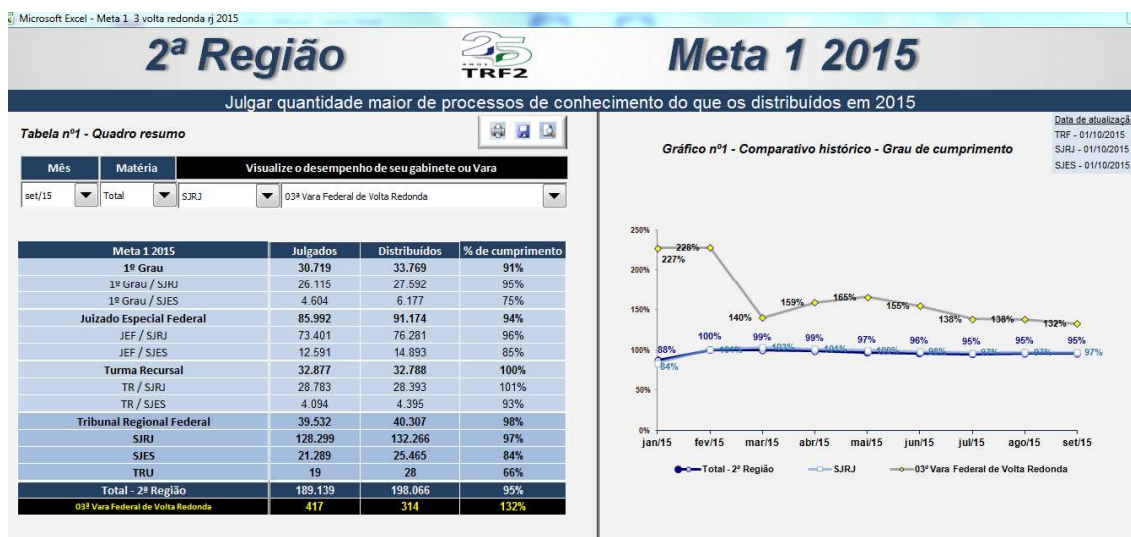 Microsoft Excel - Meta 1 3 volta redonda rj 2015
2ª Região
25
ANOS
TRF2
Meta 1 2015
Julgar quantidade maior de processos de conhecimento do que os distribuídos em 2015
Tabela nº1 - Quadro resumo
Mês Matéria Visualize o desempenho de seu gabinete ou Vara
set/15 Total SJRJ 03ª Vara Federal de Volta Redonda
Meta 1 2015 Julgados Distribuídos % de cumprimento
1º Grau 30.719 33.769 91%
1º Grau / SJRJ 26.115 27.592 95%
1º Grau / SJES 4.604 6.177 75%
Juizado Especial Federal 85.992 91.174 94%
JEF / SJRJ 73.401 76.281 96%
JEF / SJES 12.591 14.893 85%
Turma Recursal 32.877 32.788 100%
TR / SJRJ 28.783 28.393 101%
TR / SJES 4.094 4.395 93%
Tribunal Regional Federal 39.532 40.307 98%
SJRJ 128.299 132.266 97%
SJES 21.289 25.465 84%
TRU 19 28 66%
Total - 2ª Região 189.139 198.066 95%
03ª Vara Federal de Volta Redonda 417 314 132%
Data de atualizaçã
TRF - 01/10/2015
SJRJ - 01/10/2015
SJES - 01/10/2015
Gráfico nº1 - Comparativo histórico - Grau de cumprimento
250%
200%
150%
100%
50%
0%
227% 228% 140% 159% 165% 155% 138% 138% 132%
88% 100% 99% 99% 97% 96% 95% 95% 95%
84% 101% 103% 101% 100% 98% 97% 97% 97%
jan/15 fev/15 mar/15 abr/15 mai/15 jun/15 jul/15 ago/15 set/15
Total - 2ª Região SJRJ 03ª Vara Federal de Volta Redonda